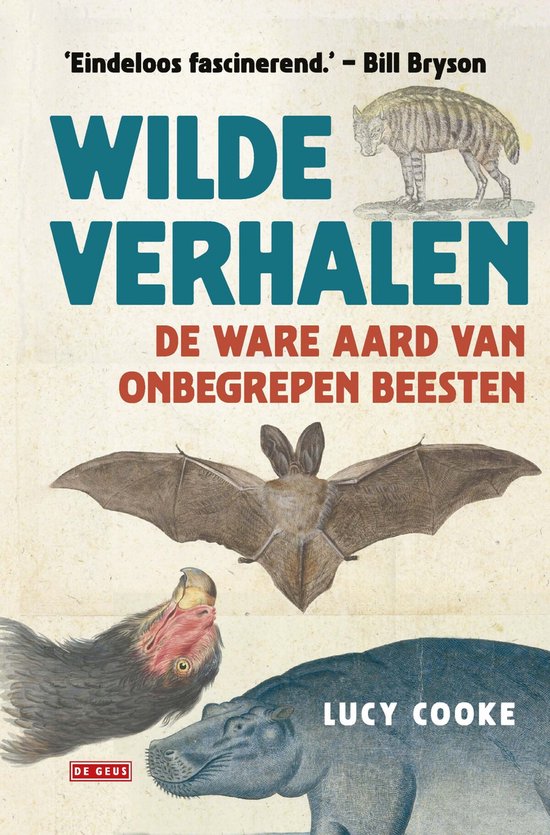 ‘Eindeloos fascinerend.’ – Bill Bryson
WILDE
VERHALEN
DE WARE AARD VAN
ONBEGREPEN BEESTEN
LUCY COOKE
DE GEUS